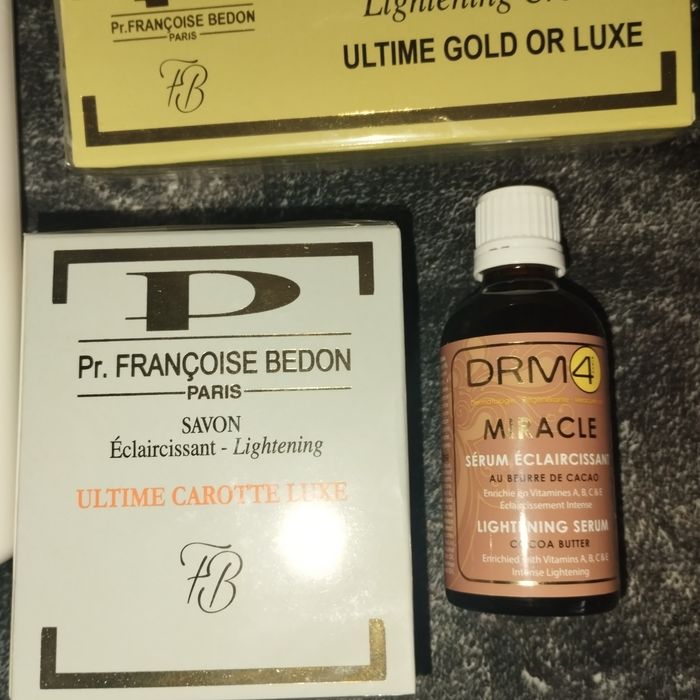 Pr. FRANÇOISE BEDON
PARIS
FB
Lightening
ULTIME GOLD OR LUXE
P
Pr. FRANÇOISE BEDON
PARIS
SAVON
Éclaircissant - Lightening
ULTIME CAROTTE LUXE
FB
DRM4
MIRACLE
SÉRUM ÉCLAIRCISSANT
AU BEURRE DE CACAO
Enrichie en Vitamines A, B, C & E
Éclaircissement Intense
LIGHTENING SERUM
COCOA BUTTER
Enriched with Vitamins A, B, C & E
Intense Lightening